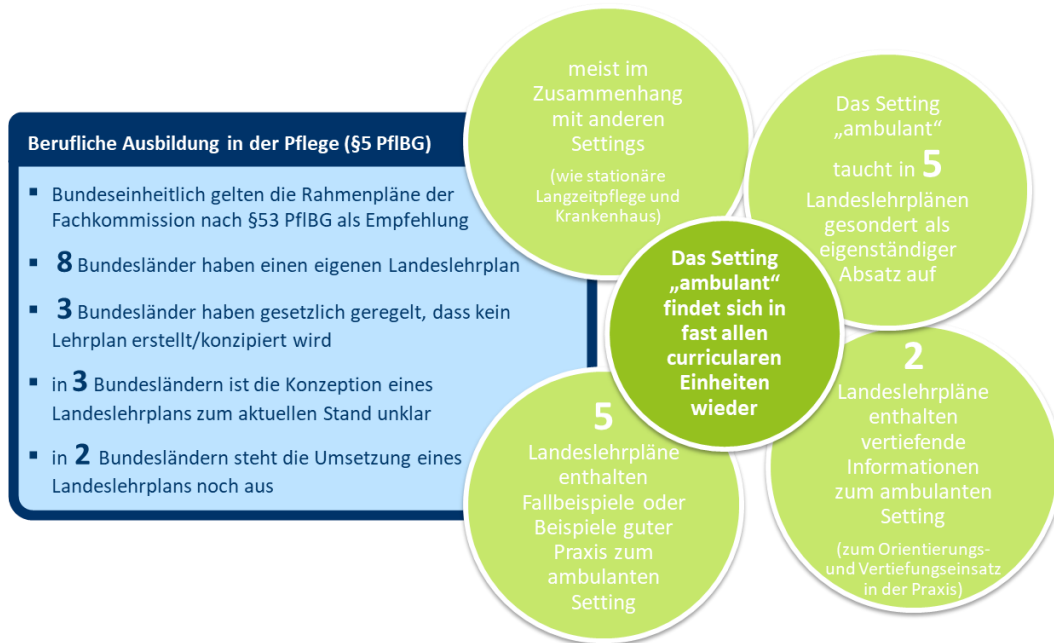 Berufliche Ausbildung in der Pflege (§5 PflBG)
▪ Bundeseinheitlich gelten die Rahmenpläne der
Fachkommission nach §53 PflBG als Empfehlung
▪ 8 Bundesländer haben einen eigenen Landeslehrplan
▪ 3 Bundesländer haben gesetzlich geregelt, dass kein
Lehrplan erstellt/konzipiert wird
▪ in 3 Bundesländern ist die Konzeption eines
Landeslehrplans zum aktuellen Stand unklar
▪ in 2 Bundesländern steht die Umsetzung eines
Landeslehrplans noch aus
meist im
Zusammenhang
mit anderen
Settings
(wie stationäre
Langzeitpflege und
Krankenhaus)
Das Setting
„ambulant“
taucht in 5
Landeslehrplänen
gesondert als
eigenständiger
Absatz auf
Das Setting
„ambulant“
findet sich in
fast allen
curricularen
Einheiten
wieder
5
Landeslehrpläne
enthalten
Fallbeispiele oder
Beispiele guter
Praxis zum
ambulanten
Setting
2
Landeslehrpläne
enthalten
vertiefende
Informationen
zum ambulanten
Setting
(zum Orientierungs-
und Vertiefungseinsatz
in der Praxis)